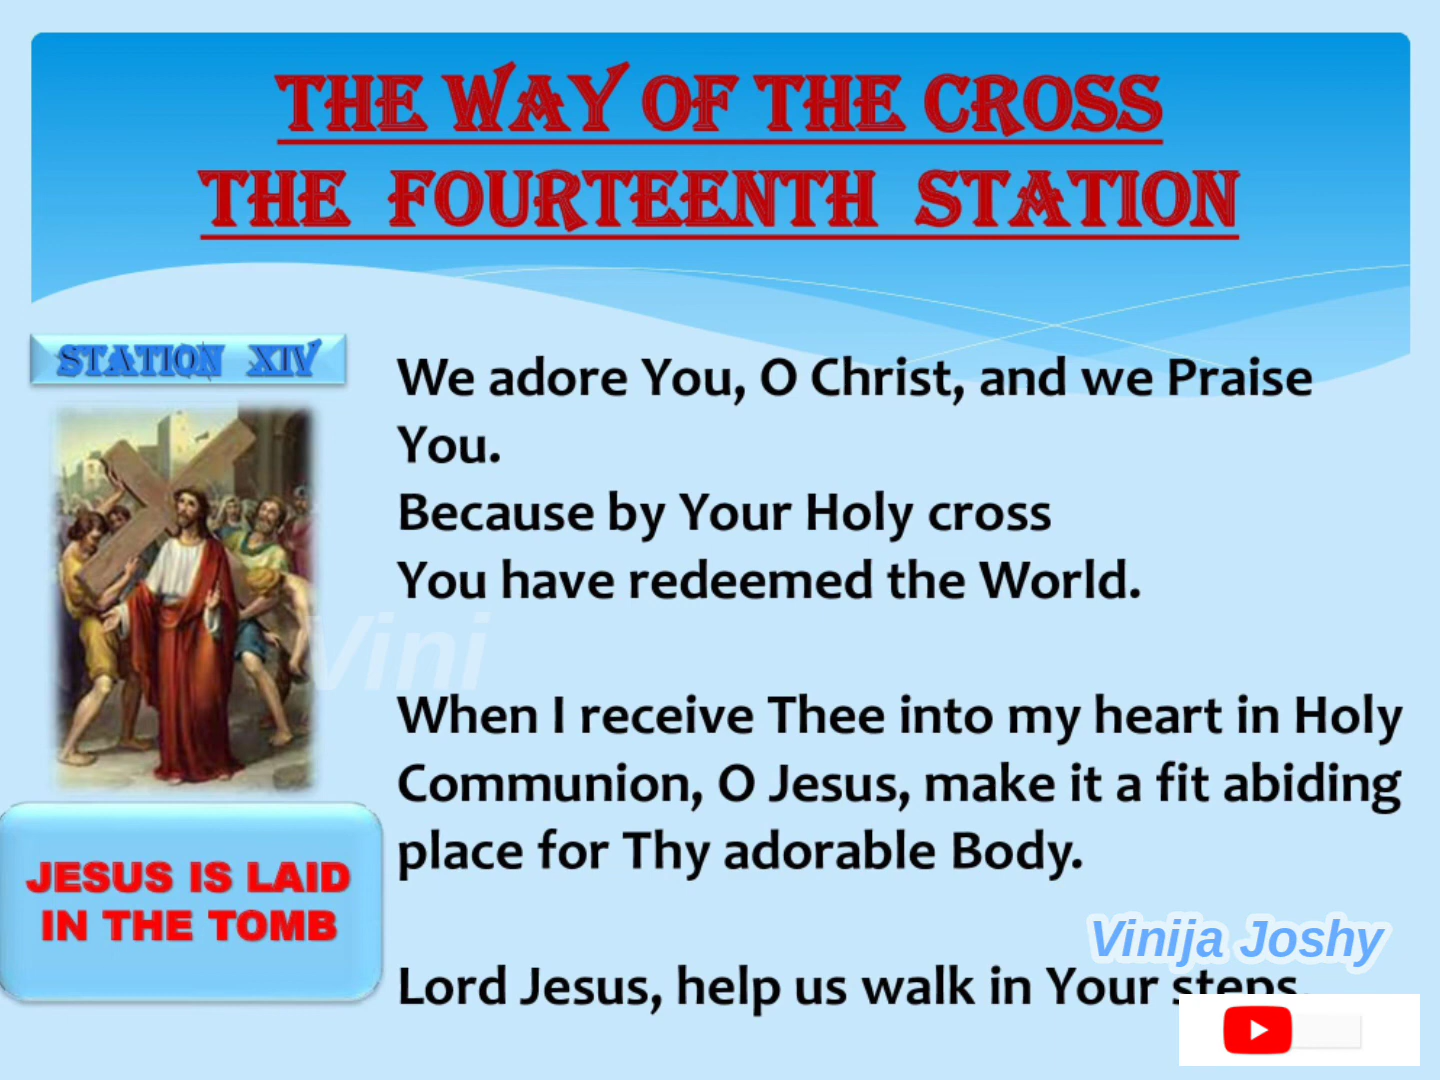 THE WAY OF THE CROSS
THE FOURTEENTH STATION
STATION XIV
We adore You, O Christ, and we Praise
You.
Because by Your Holy cross
You have redeemed the World.
Vini
When I receive Thee into my heart in Holy
Communion, O Jesus, make it a fit abiding
place for Thy adorable Body.
JESUS IS LAID
IN THE TOMB
Vinija Joshy
Lord Jesus, help us walk in Your steps.